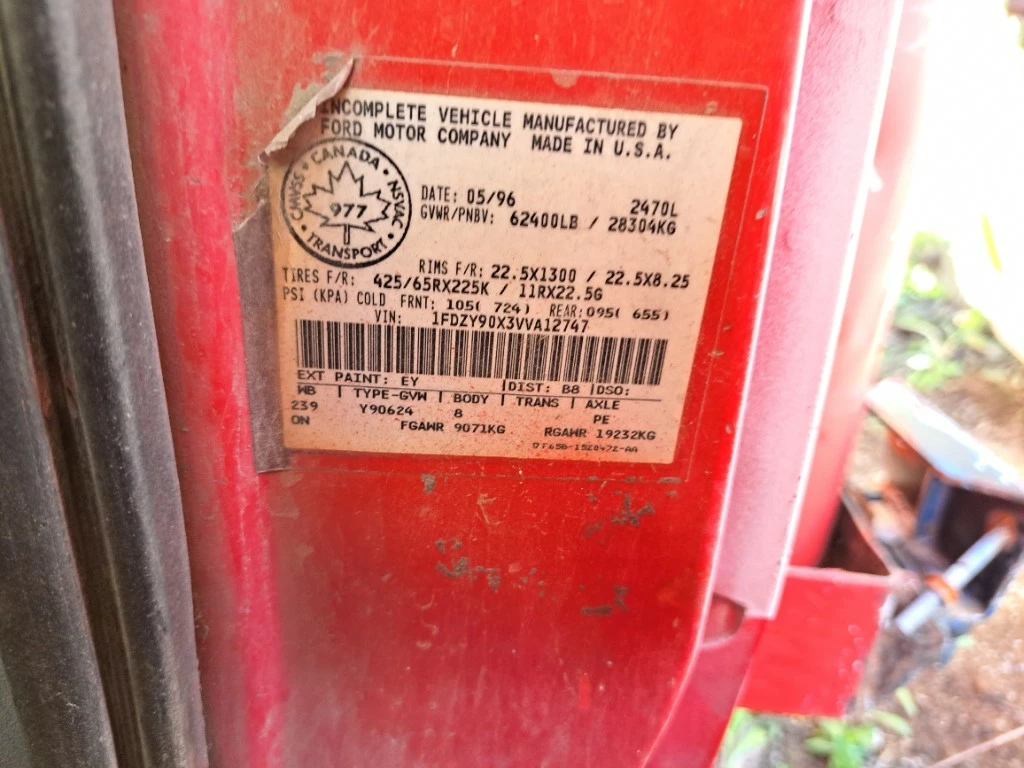 INCOMPLETE VEHICLE MANUFACTURED BY
FORD MOTOR COMPANY MADE IN U.S.A.
CMVSS • CANADA • NSVAC • TRANSPORT •
977
DATE: 05/96 2470L
GVWR/PNBV: 62400LB / 28304KG
RIMS F/R: 22.5X1300 / 22.5X8.25
TIRES F/R: 425/65RX225K / 11RX22.5G
PSI (KPA) COLD FRNT: 105( 724) REAR:095( 655)
VIN: 1FDZY90X3VVA12747
EXT PAINT: EY |DIST: B8 |DSO:
WB | TYPE-GVW | BODY | TRANS | AXLE
239 Y90624 8 PE
ON FGAWR 9071KG RGAWR 19232KG